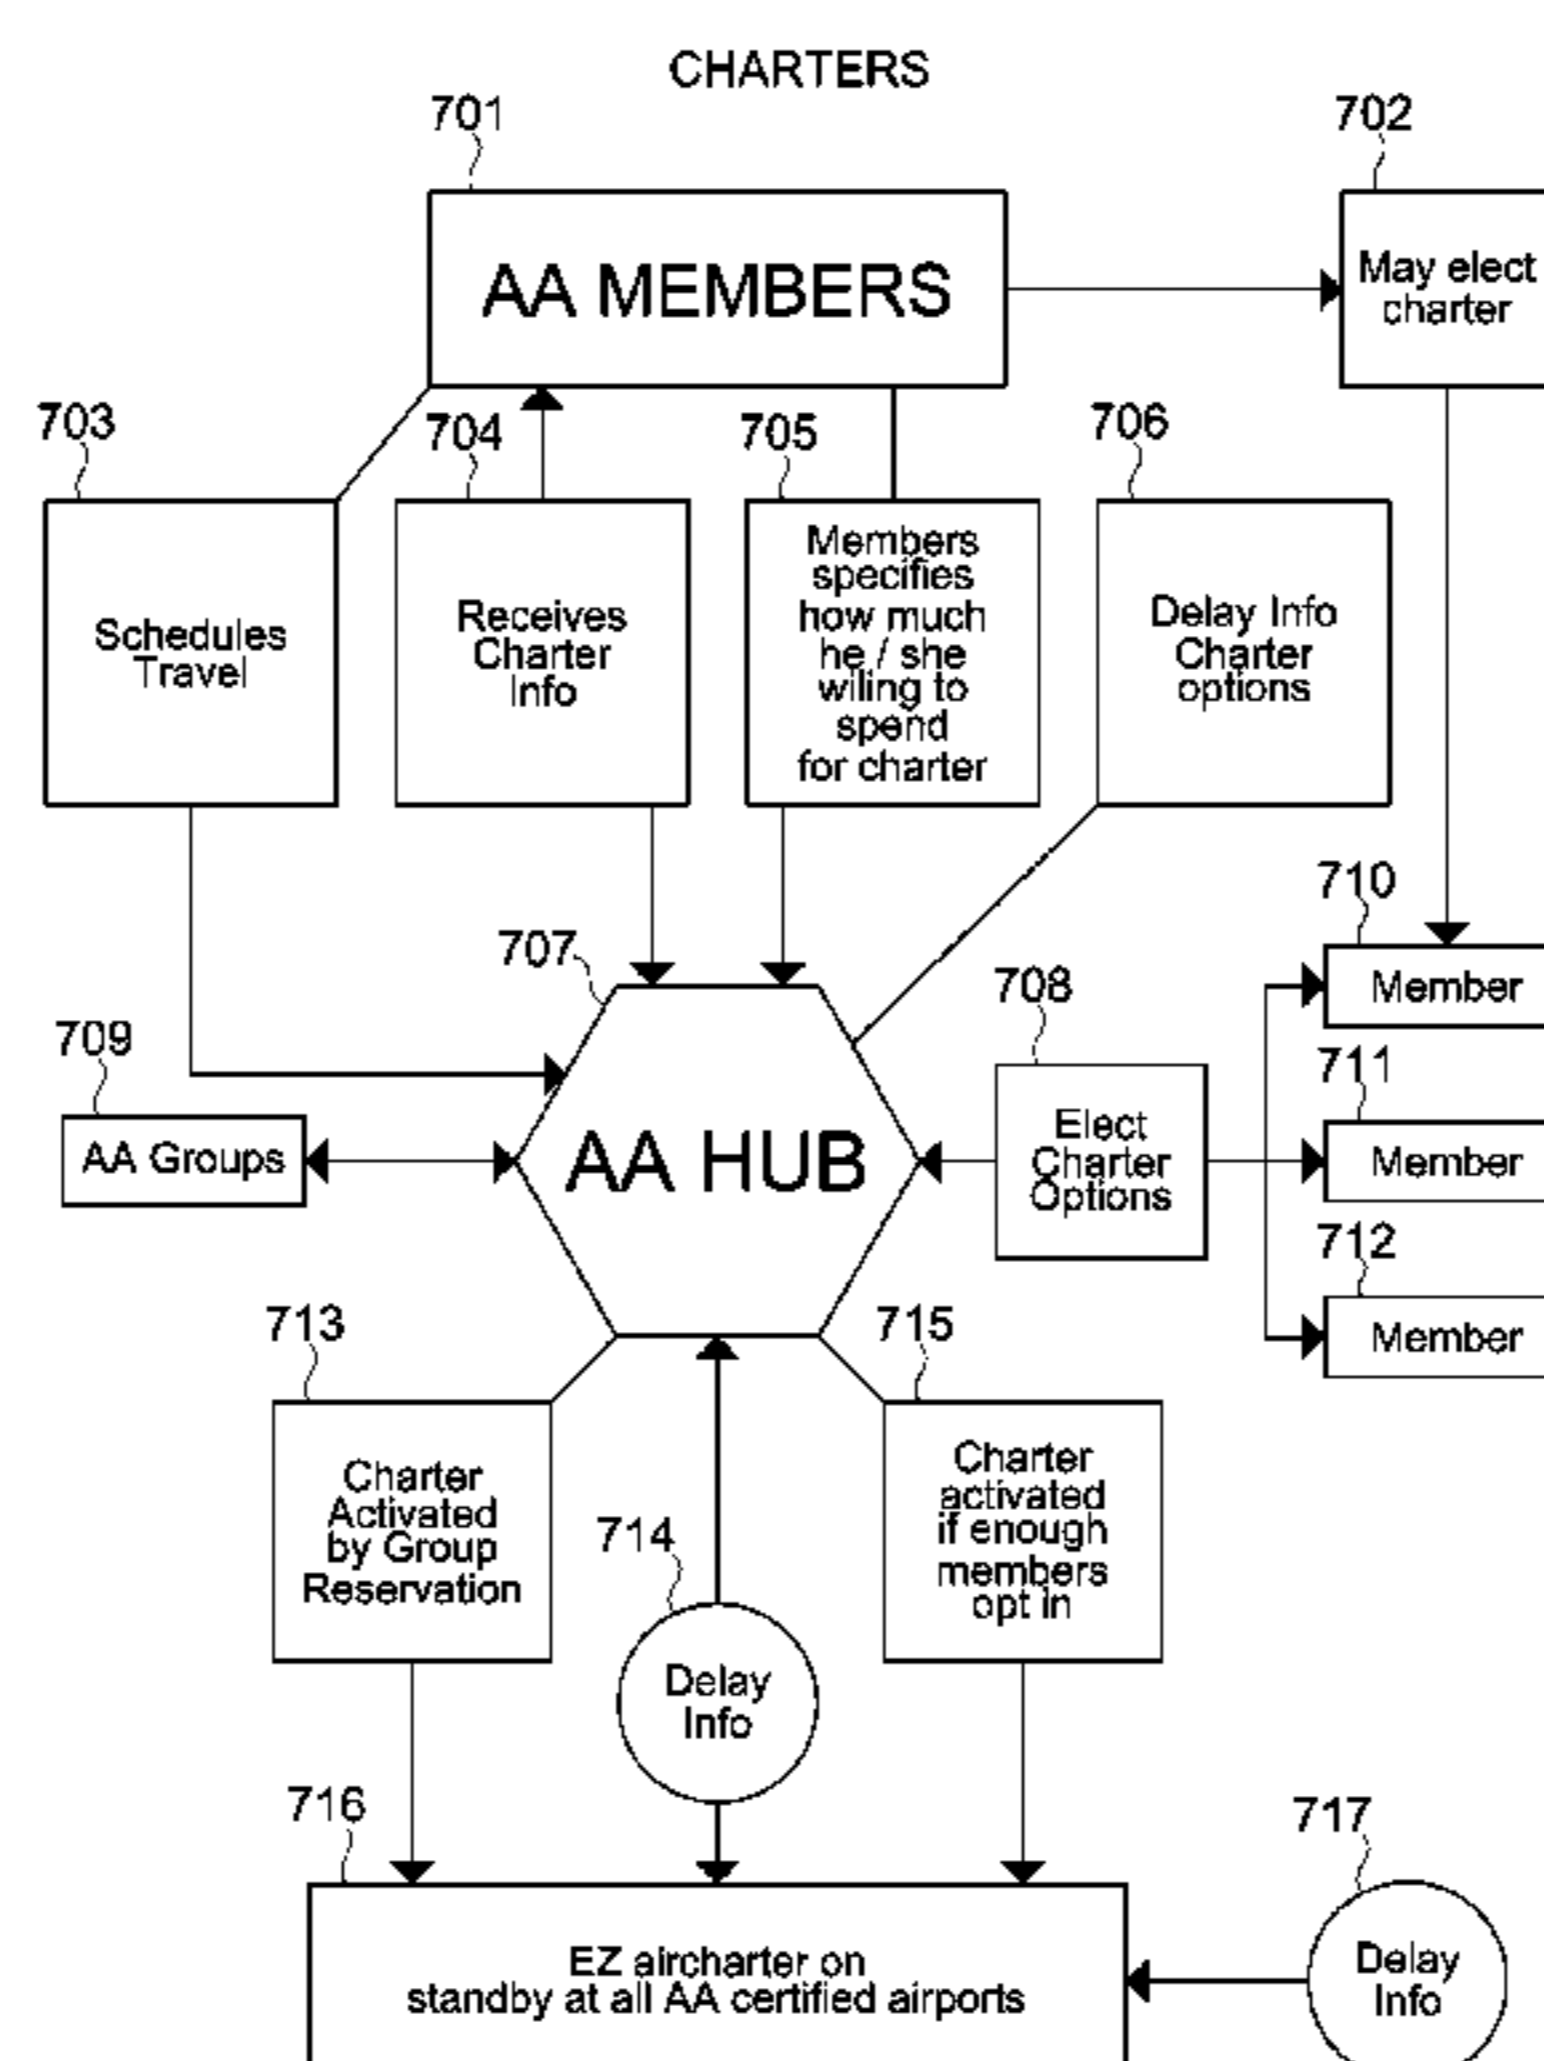 CHARTERS
701
702
AA MEMBERS
May elect
charter
703
704
705
706
Schedules
Travel
Receives
Charter
Info
Members
specifies
how much
he / she
wiling to
spend
for charter
Delay Info
Charter
options
707
708
709
710
711
712
AA Groups
AA HUB
Elect
Charter
Options
Member
Member
Member
713
714
715
Charter
Activated
by Group
Reservation
Delay
Info
Charter
activated
if enough
members
opt in
716
717
EZ aircharter on
standby at all AA certified airports
Delay
Info